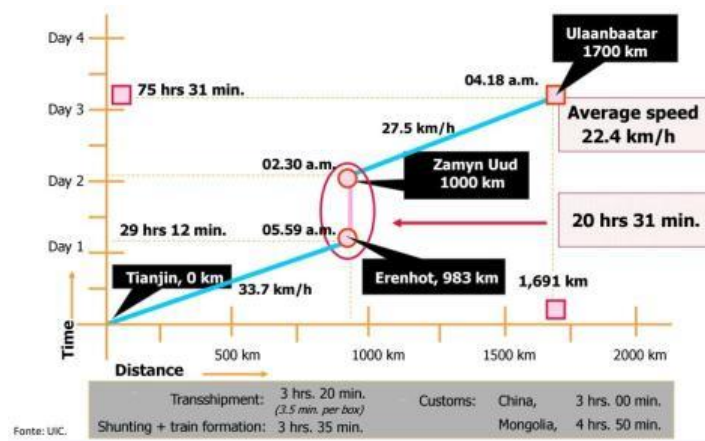 Day 4
Ulaanbaatar
1700 km
75 hrs 31 min.
04.18 a.m.
Day 3
Average speed
22.4 km/h
27.5 km/h
02.30 a.m.
Zamyn Uud
1000 km
Day 2
29 hrs 12 min.
05.59 a.m.
20 hrs 31 min.
Day 1
Tianjin, 0 km
Erenhot, 983 km
1,691 km
33.7 km/h
Time
500 km
1000 km
1500 km
2000 km
Distance
Transshipment: 3 hrs. 20 min.
(3.5 min. per box)
Shunting + train formation: 3 hrs. 35 min.
Customs: China, 3 hrs. 00 min.
Mongolia, 4 hrs. 50 min.
Fonte: UIC.